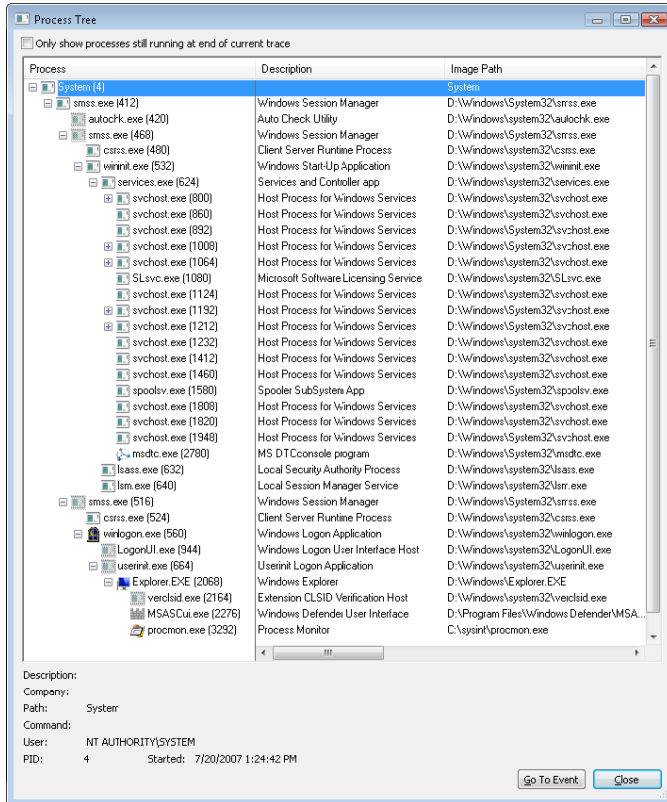 Process Tree
Only show processes still running at end of current trace
Process Description Image Path
System (4) System
smss.exe (412) Windows Session Manager D:\Windows\System32\smss.exe
autochk.exe (420) Auto Check Utility D:\Windows\System32\autochk.exe
smss.exe (468) Windows Session Manager D:\Windows\System32\smss.exe
csrss.exe (480) Client Server Runtime Process D:\Windows\system32\csrss.exe
wininit.exe (532) Windows Start-Up Application D:\Windows\system32\wininit.exe
services.exe (624) Services and Controller app D:\Windows\system32\services.exe
svchost.exe (800) Host Process for Windows Services D:\Windows\system32\svchost.exe
svchost.exe (860) Host Process for Windows Services D:\Windows\system32\svchost.exe
svchost.exe (892) Host Process for Windows Services D:\Windows\System32\svchost.exe
svchost.exe (1008) Host Process for Windows Services D:\Windows\System32\svchost.exe
svchost.exe (1064) Host Process for Windows Services D:\Windows\system32\svchost.exe
SLsvc.exe (1080) Microsoft Software Licensing Service D:\Windows\system32\SLsvc.exe
svchost.exe (1124) Host Process for Windows Services D:\Windows\system32\svchost.exe
svchost.exe (1192) Host Process for Windows Services D:\Windows\system32\svchost.exe
svchost.exe (1212) Host Process for Windows Services D:\Windows\System32\svchost.exe
svchost.exe (1232) Host Process for Windows Services D:\Windows\system32\svchost.exe
svchost.exe (1412) Host Process for Windows Services D:\Windows\system32\svchost.exe
svchost.exe (1460) Host Process for Windows Services D:\Windows\system32\svchost.exe
spoolsv.exe (1580) Spooler SubSystem App D:\Windows\System32\spoolsv.exe
svchost.exe (1808) Host Process for Windows Services D:\Windows\system32\svchost.exe
svchost.exe (1820) Host Process for Windows Services D:\Windows\system32\svchost.exe
svchost.exe (1948) Host Process for Windows Services D:\Windows\System32\svchost.exe
msdtc.exe (2780) MS DTCconsole program D:\Windows\System32\msdtc.exe
lsass.exe (632) Local Security Authority Process D:\Windows\system32\lsass.exe
lsm.exe (640) Local Session Manager Service D:\Windows\system32\lsm.exe
smss.exe (516) Windows Session Manager D:\Windows\System32\smss.exe
csrss.exe (524) Client Server Runtime Process D:\Windows\system32\csrss.exe
winlogon.exe (560) Windows Logon Application D:\Windows\system32\winlogon.exe
LogonUI.exe (944) Windows Logon User Interface Host D:\Windows\system32\LogonUI.exe
userinit.exe (664) Userinit Logon Application D:\Windows\system32\userinit.exe
Explorer.EXE (2068) Windows Explorer D:\Windows\Explorer.EXE
verclsid.exe (2164) Extension CLSID Verification Host D:\Windows\system32\verclsid.exe
MSASCui.exe (2276) Windows Defender User Interface D:\Program Files\Windows Defender\MSA...
procmon.exe (3292) Process Monitor C:\sysint\procmon.exe
Description:
Company:
Path: System
Command:
User: NT AUTHORITY\SYSTEM
PID: 4 Started: 7/20/2007 1:24:42 PM
Go To Event Close